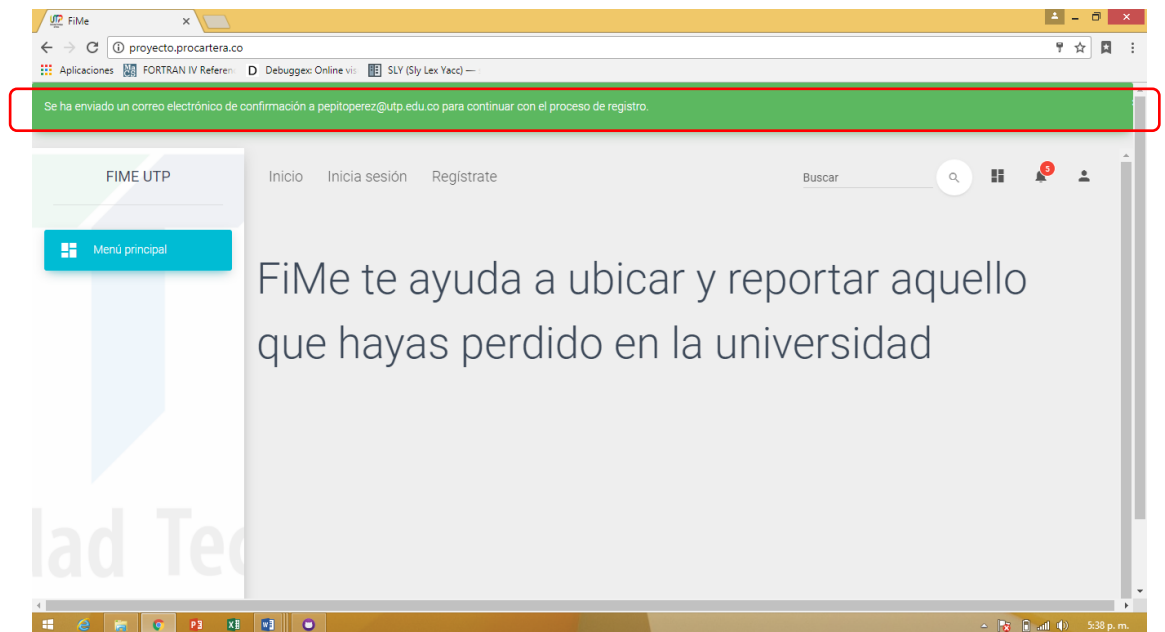 FiMe
proyecto.procartera.co
Aplicaciones FORTRAN IV Referen D Debuggex: Online vis SLY (Sly Lex Yacc) —
Se ha enviado un correo electrónico de confirmación a pepitoperez@utp.edu.co para continuar con el proceso de registro.
FIME UTP
Inicio Inicia sesión Regístrate Buscar 5
Menú principal
FiMe te ayuda a ubicar y reportar aquello
que hayas perdido en la universidad
lad Tec
5:38 p. m.